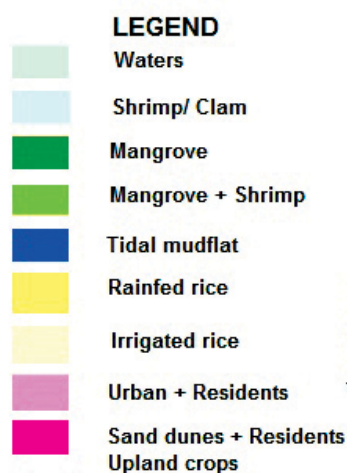 LEGEND
Waters
Shrimp/ Clam
Mangrove
Mangrove + Shrimp
Tidal mudflat
Rainfed rice
Irrigated rice
Urban + Residents
Sand dunes + Residents
Upland crops